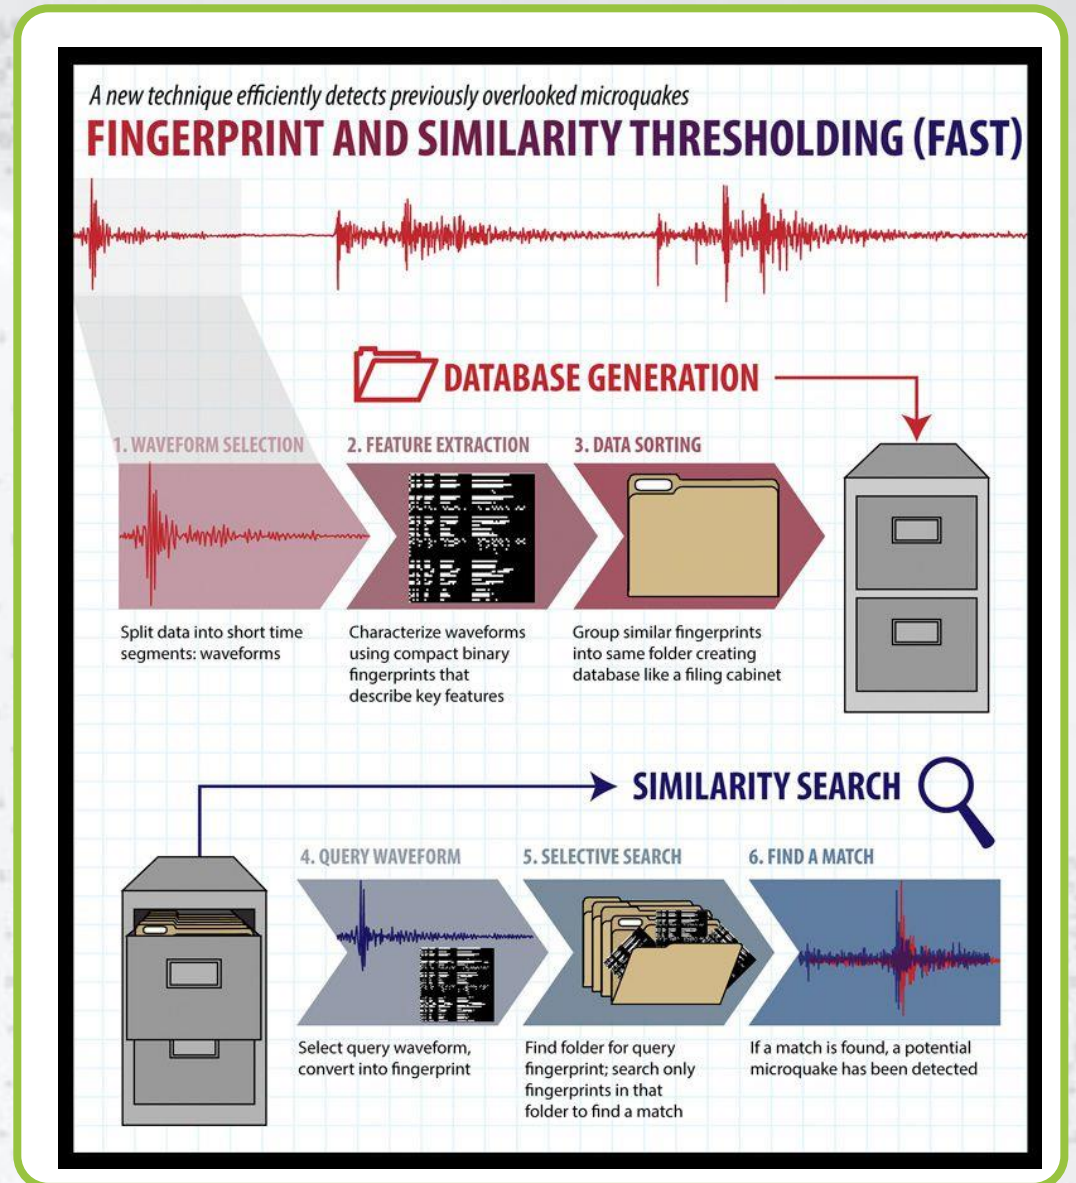 A new technique efficiently detects previously overlooked microquakes
FINGERPRINT AND SIMILARITY THRESHOLDING (FAST)
DATABASE GENERATION
1. WAVEFORM SELECTION
Split data into short time
segments: waveforms
2. FEATURE EXTRACTION
Characterize waveforms
using compact binary
fingerprints that
describe key features
3. DATA SORTING
Group similar fingerprints
into same folder creating
database like a filing cabinet
SIMILARITY SEARCH
4. QUERY WAVEFORM
Select query waveform,
convert into fingerprint
5. SELECTIVE SEARCH
Find folder for query
fingerprint; search only
fingerprints in that
folder to find a match
6. FIND A MATCH
If a match is found, a potential
microquake has been detected